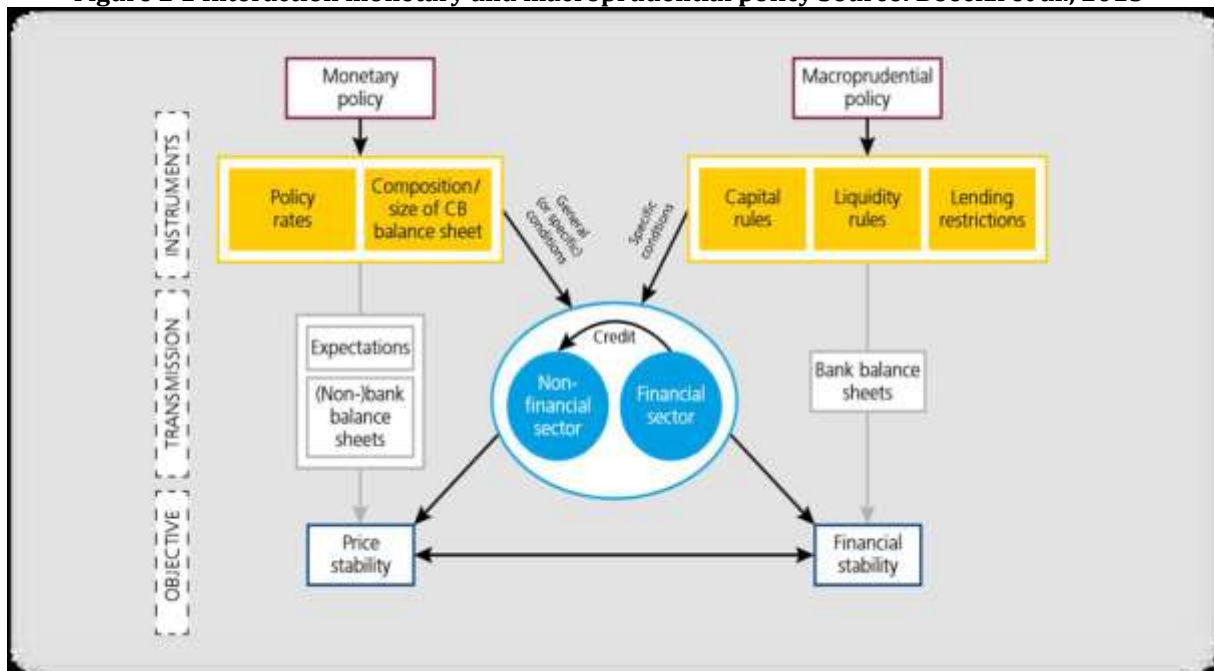 Monetary
policy
Macroprudential
policy
INSTRUMENTS
Policy
rates
Composition/
size of CB
balance sheet
General
(or specific)
conditions
Specific
condtions
Capital
rules
Liquidity
rules
Lending
restrictions
TRANSMISSION
Expectations
(Non-)bank
balance
sheets
Credit
Non-
financial
sector
Financial
sector
Bank balance
sheets
OBJECTIVE
Price
stability
Financial
stability